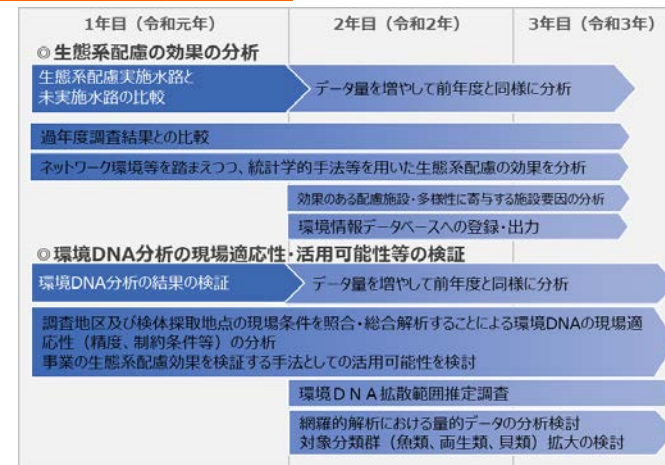 1年目（令和元年） 2年目（令和2年） 3年目（令和3年）
◎生態系配慮の効果の分析
生態系配慮実施水路と
未実施水路の比較
データ量を増やして前年度と同様に分析
過年度調査結果との比較
ネットワーク環境等を踏まえつつ、統計学的手法等を用いた生態系配慮の効果を分析
効果のある配慮施設・多様性に寄与する施設要因の分析
環境情報データベースへの登録・出力
◎環境DNA分析の現場適応性・活用可能性等の検証
環境DNA分析の結果の検証
データ量を増やして前年度と同様に分析
調査地区及び検体採取地点の現場条件を照合・総合解析することによる環境DNAの現場適
応性（精度、制約条件等）の分析
事業の生態系配慮効果を検証する手法としての活用可能性を検討
環境ＤＮＡ拡散範囲推定調査
網羅的解析における量的データの分析検討
対象分類群（魚類、両生類、貝類）拡大の検討